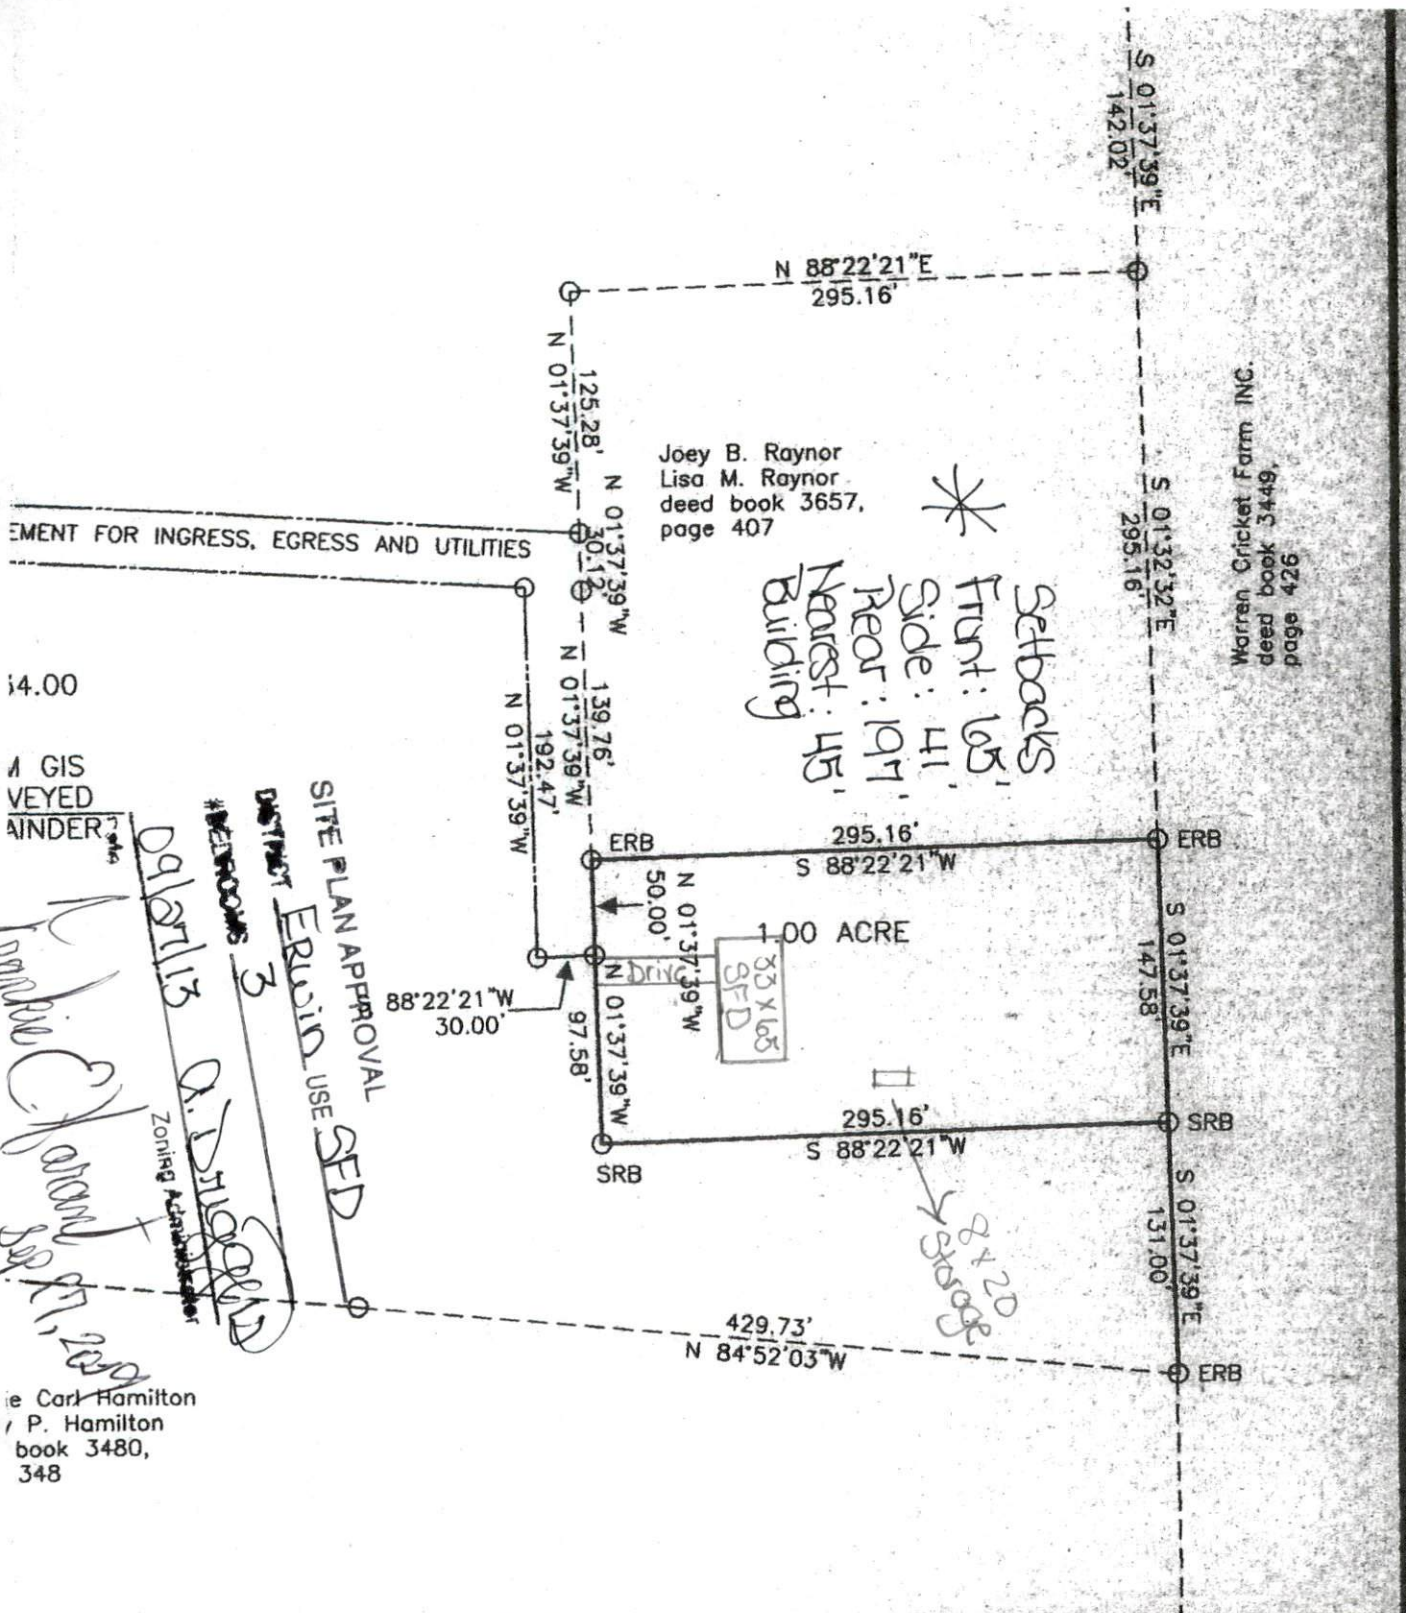 S 01°37'39"E
142.02'
N 88°22'21"E
295.16'
N 01°37'39"W
125.28'
N 01°37'39"W
30.12'
Joey B. Raynor
Lisa M. Raynor
deed book 3657,
page 407
S 01°32'32"E
295.16'
Warren Cricket Farm INC.
deed book 3449,
page 426
EMENT FOR INGRESS, EGRESS AND UTILITIES
Setbacks
Front: 65'
Side: 41'
Rear: 197'
Nearest: 45'
Building
54.00
M GIS
VEYED
AINDER
N 01°37'39"W
139.76'
N 01°37'39"W
192.47'
ERB
295.16'
S 88°22'21"W
ERB
N 01°37'39"W
50.00'
1.00 ACRE
33 x 65
SFD
Drive
S 01°37'39"E
147.58'
88°22'21"W
30.00'
N 01°37'39"W
97.58'
295.16'
S 88°22'21"W
SRB
SRB
8 x 20
Storage
S 01°37'39"E
131.00'
ERB
429.73'
N 84°52'03"W
SITE PLAN APPROVAL
DISTRICT ERWIN USE SFD
#BEDROOMS 3
09/27/13
Zoning Administrator
Sep 27,
e Carl Hamilton
P. Hamilton
book 3480,
348